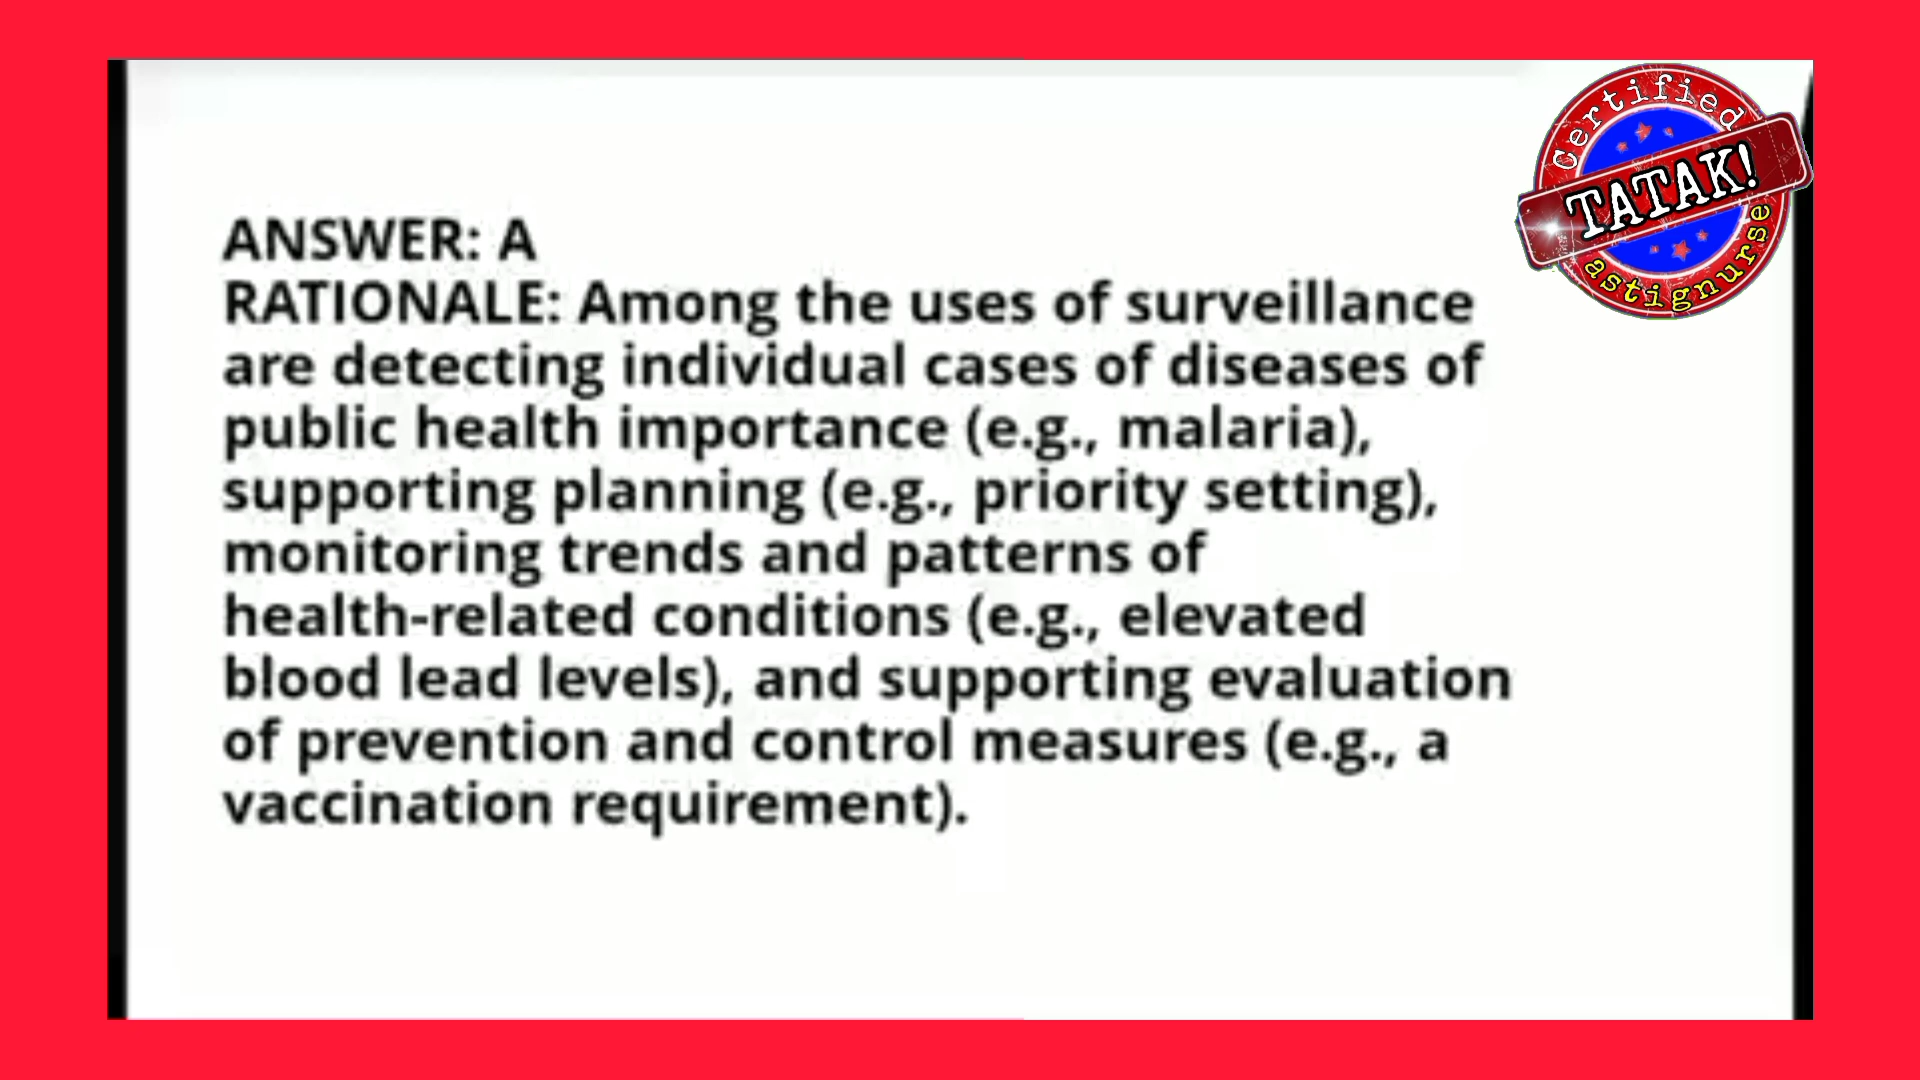 ANSWER: A
RATIONALE: Among the uses of surveillance
are detecting individual cases of diseases of
public health importance (e.g., malaria),
supporting planning (e.g., priority setting),
monitoring trends and patterns of
health-related conditions (e.g., elevated
blood lead levels), and supporting evaluation
of prevention and control measures (e.g., a
vaccination requirement).
Certified
TATAK!
astignurse